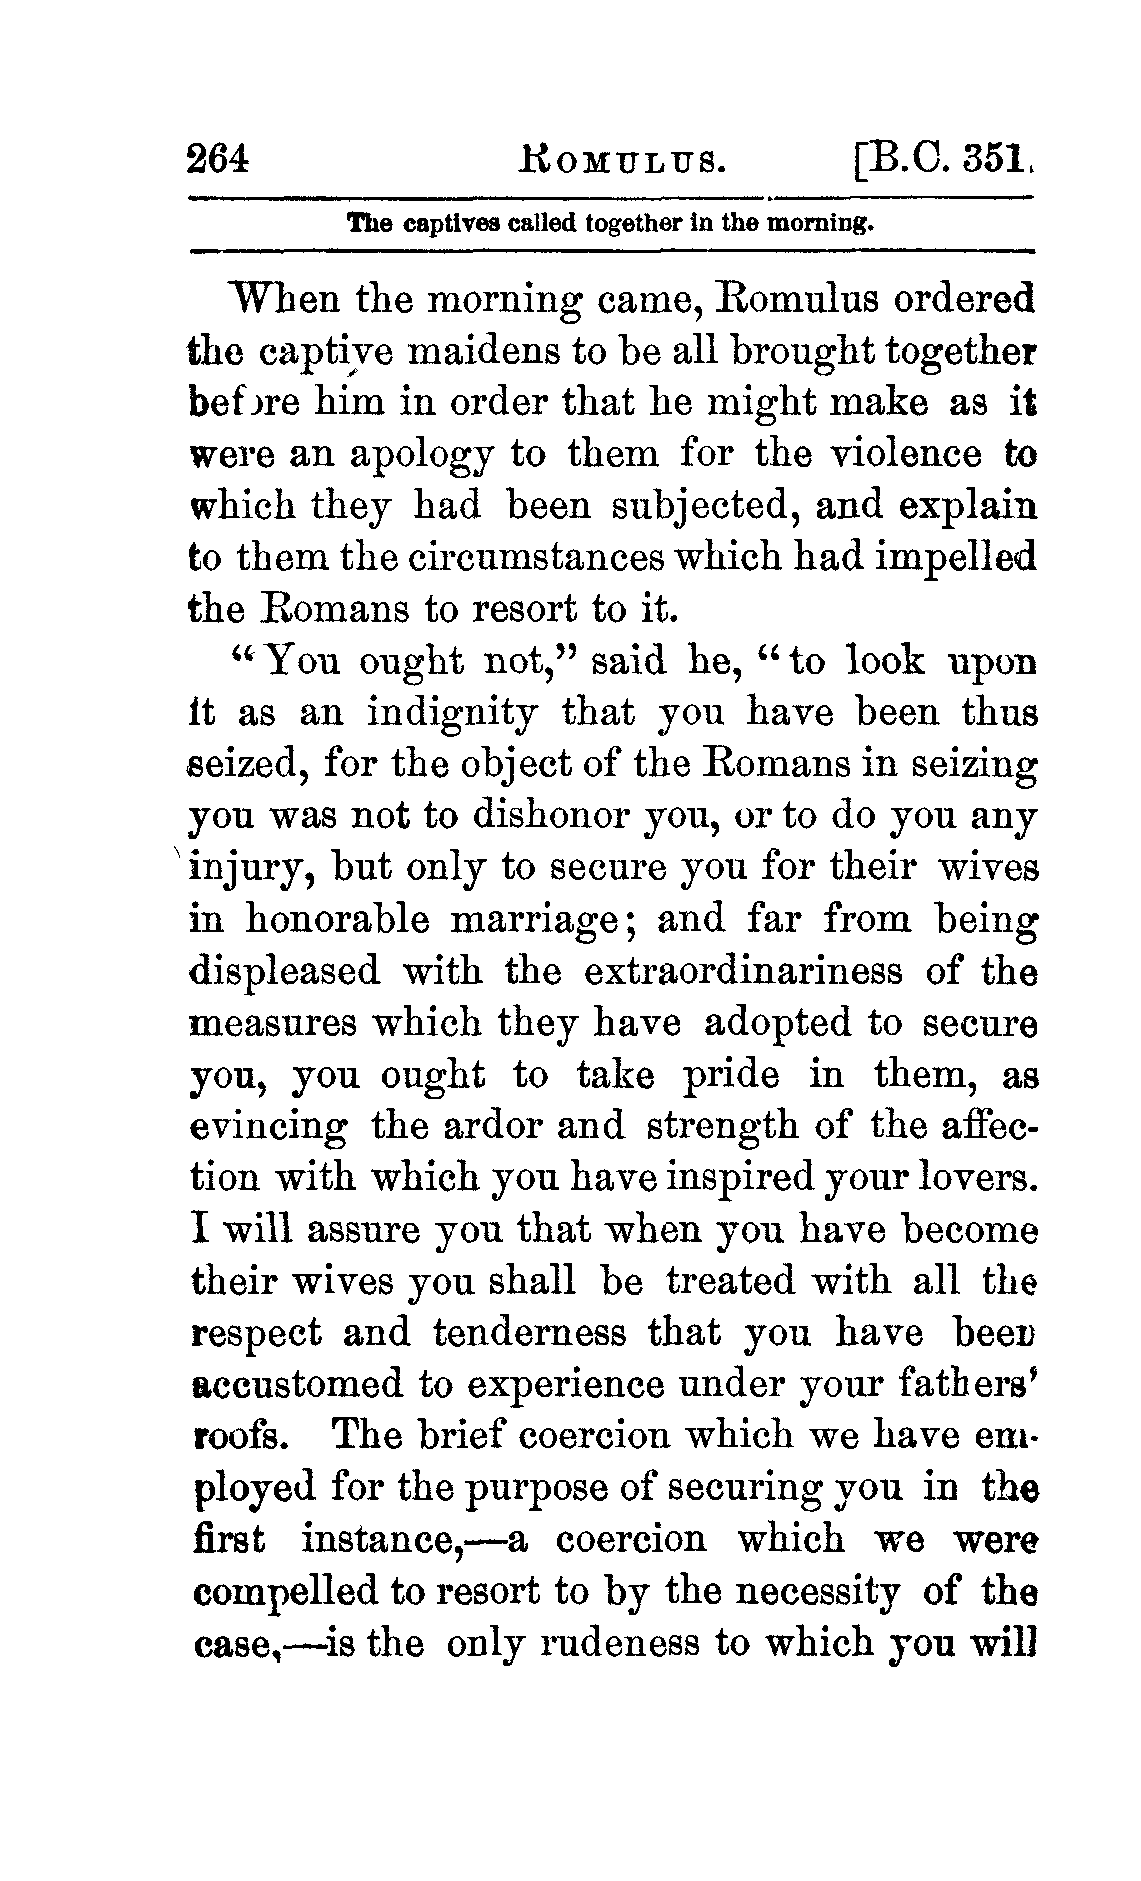 264 ROMULUS. [B.C. 351.
The captives called together in the morning.
When the morning came, Romulus ordered
the captive maidens to be all brought together
before him in order that he might make as it
were an apology to them for the violence to
which they had been subjected, and explain
to them the circumstances which had impelled
the Romans to resort to it.
“You ought not,” said he, “to look upon
it as an indignity that you have been thus
seized, for the object of the Romans in seizing
you was not to dishonor you, or to do you any
injury, but only to secure you for their wives
in honorable marriage; and far from being
displeased with the extraordinariness of the
measures which they have adopted to secure
you, you ought to take pride in them, as
evincing the ardor and strength of the affec-
tion with which you have inspired your lovers.
I will assure you that when you have become
their wives you shall be treated with all the
respect and tenderness that you have been
accustomed to experience under your fathers’
roofs. The brief coercion which we have em-
ployed for the purpose of securing you in the
first instance,—a coercion which we were
compelled to resort to by the necessity of the
case,—is the only rudeness to which you will